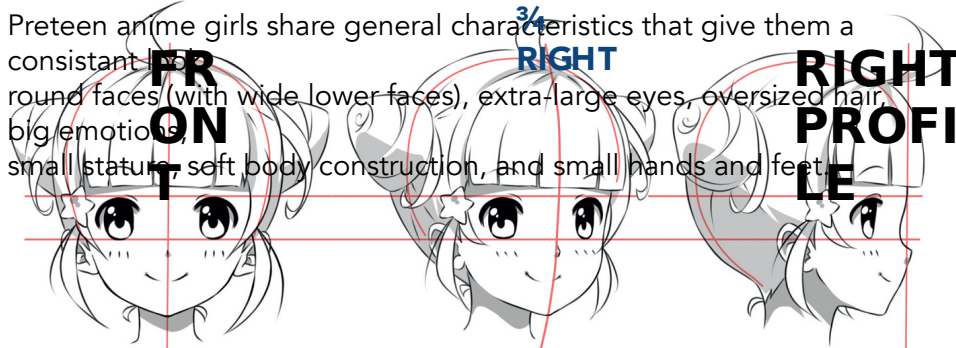 Preteen anime girls share general characteristics that give them a
consistant look:
round faces (with wide lower faces), extra-large eyes, oversized hair,
big emotions,
small stature, soft body construction, and small hands and feet.
FR
ON
T
¾
RIGHT
RIGHT
PROFI
LE